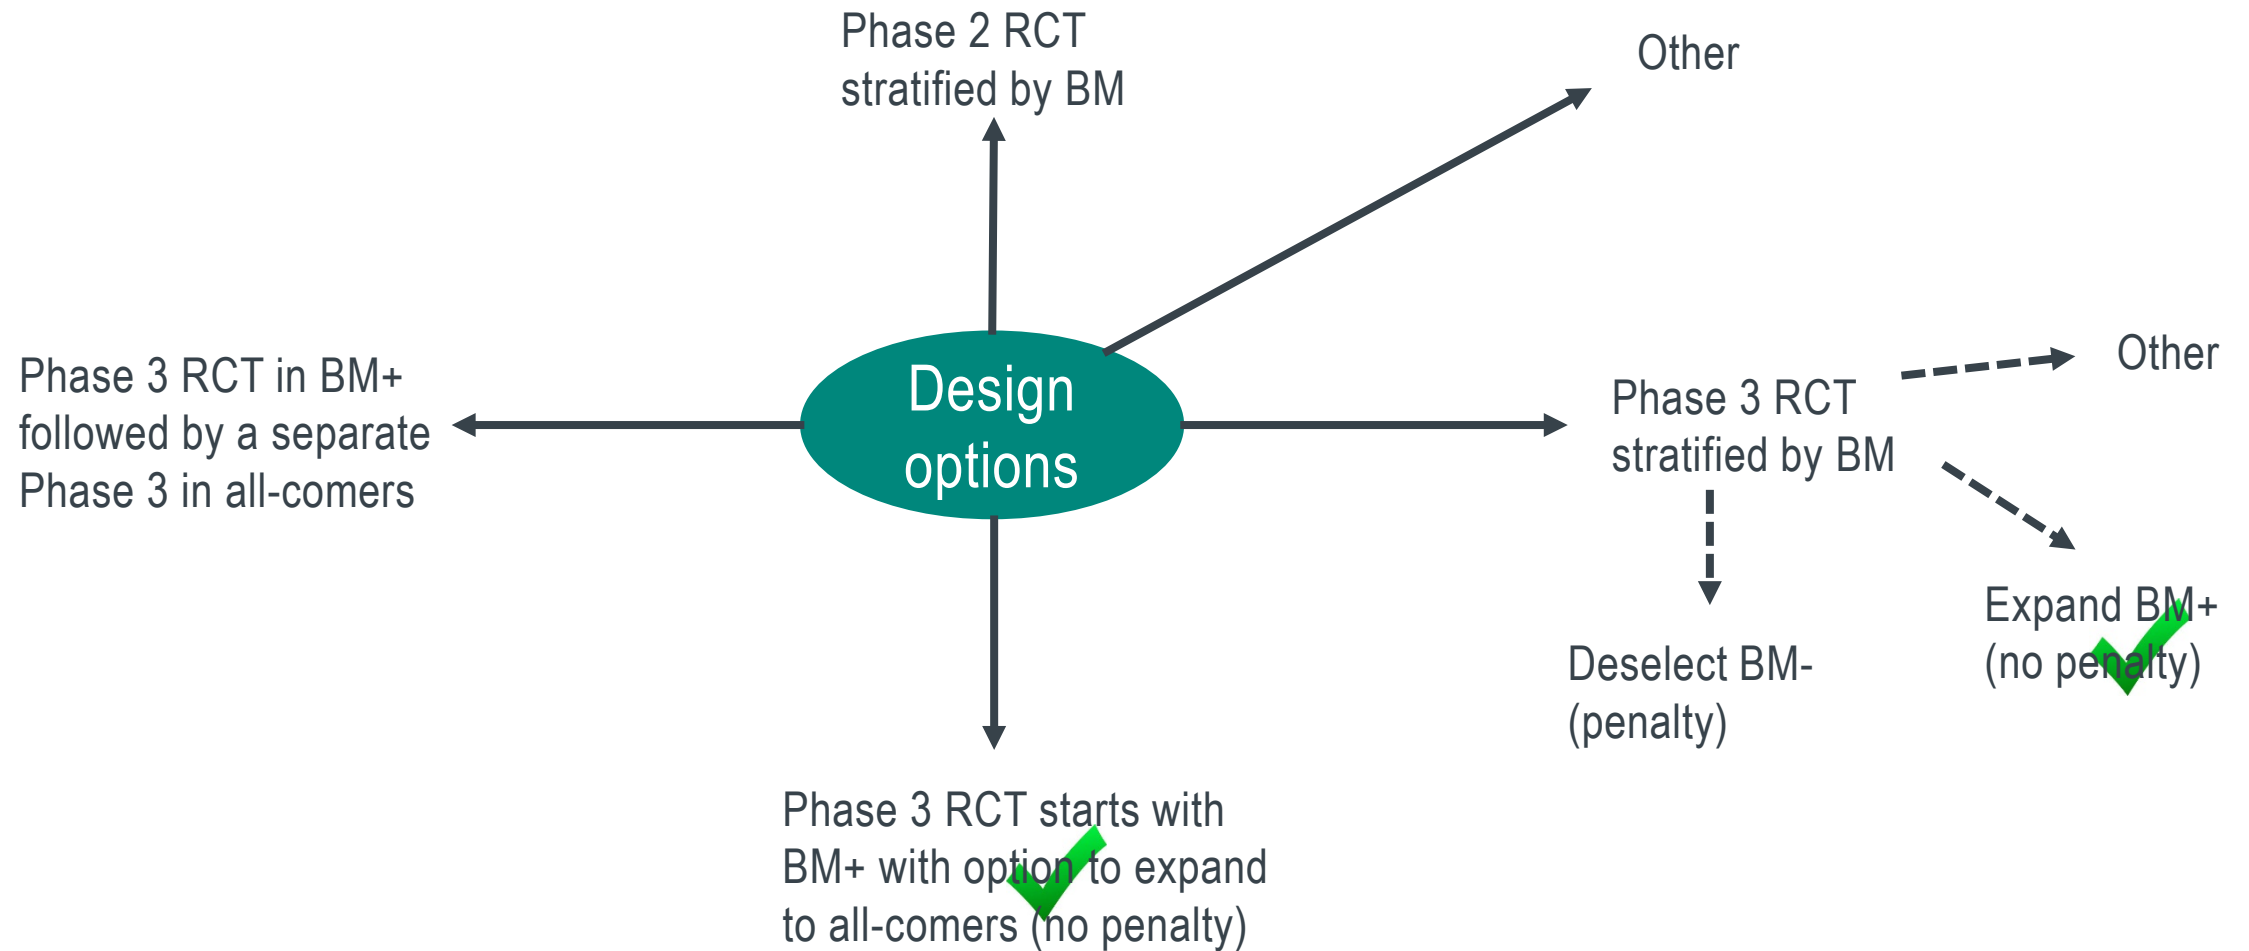 Phase 2 RCT
stratified by BM
Other
Phase 3 RCT in BM+
followed by a separate
Phase 3 in all-comers
Design
options
Phase 3 RCT
stratified by BM
Other
Deselect BM-
(penalty)
Expand BM+
(no penalty)
Phase 3 RCT starts with
BM+ with option to expand
to all-comers (no penalty)